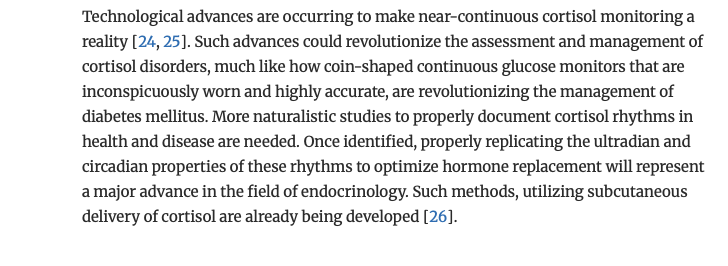 Technological advances are occurring to make near-continuous cortisol monitoring a
reality [24, 25]. Such advances could revolutionize the assessment and management of
cortisol disorders, much like how coin-shaped continuous glucose monitors that are
inconspicuously worn and highly accurate, are revolutionizing the management of
diabetes mellitus. More naturalistic studies to properly document cortisol rhythms in
health and disease are needed. Once identified, properly replicating the ultradian and
circadian properties of these rhythms to optimize hormone replacement will represent
a major advance in the field of endocrinology. Such methods, utilizing subcutaneous
delivery of cortisol are already being developed [26].